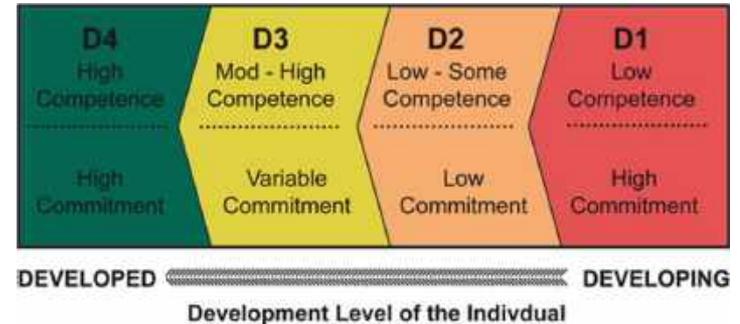 D4
High
Competence
High
Commitment
D3
Mod - High
Competence
Variable
Commitment
D2
Low - Some
Competence
Low
Commitment
D1
Low
Competence
High
Commitment
DEVELOPED
DEVELOPING
Development Level of the Indivdual